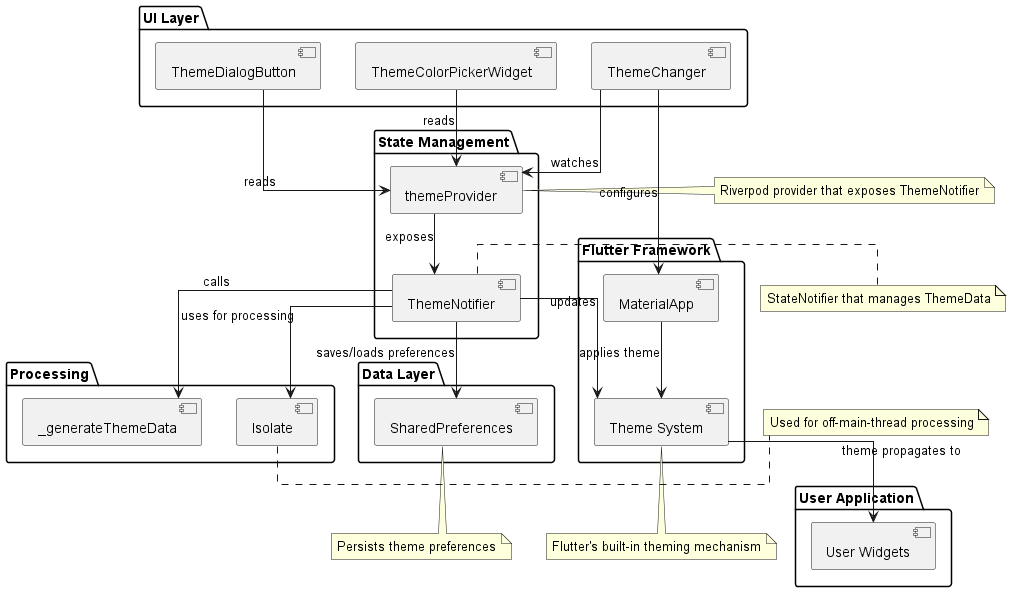 UI Layer
ThemeDialogButton
ThemeColorPickerWidget
ThemeChanger
reads
State Management
watches
reads
themeProvider
configures
Riverpod provider that exposes ThemeNotifier
exposes
Flutter Framework
calls
ThemeNotifier
updates
MaterialApp
StateNotifier that manages ThemeData
uses for processing
saves/loads preferences
applies theme
Processing
Data Layer
_generateThemeData
Isolate
SharedPreferences
Theme System
Used for off-main-thread processing
theme propagates to
User Application
Persists theme preferences
Flutter's built-in theming mechanism
User Widgets